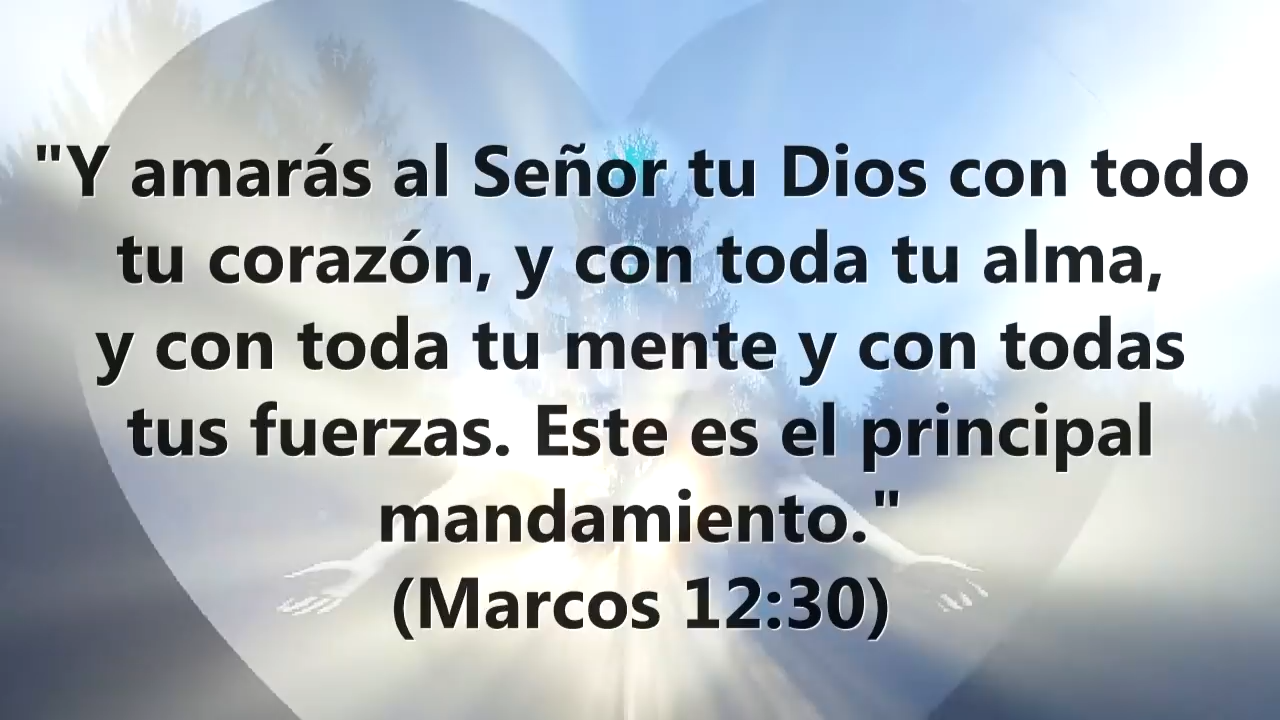 "Y amarás al Señor tu Dios con todo
tu corazón, y con toda tu alma,
y con toda tu mente y con todas
tus fuerzas. Este es el principal
mandamiento."
(Marcos 12:30)